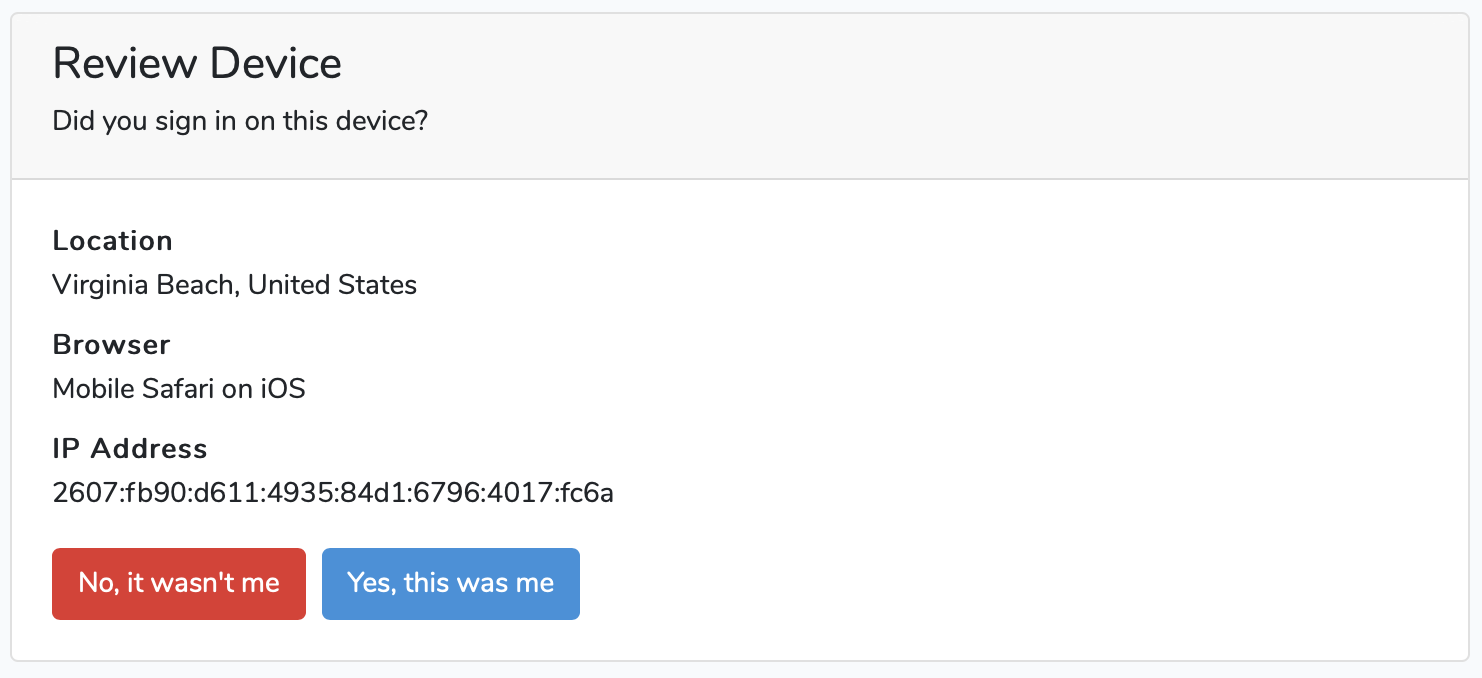 Review Device
Did you sign in on this device?
Location
Virginia Beach, United States
Browser
Mobile Safari on iOS
IP Address
2607:fb90:d611:4935:84d1:6796:4017:fc6a
No, it wasn't me
Yes, this was me